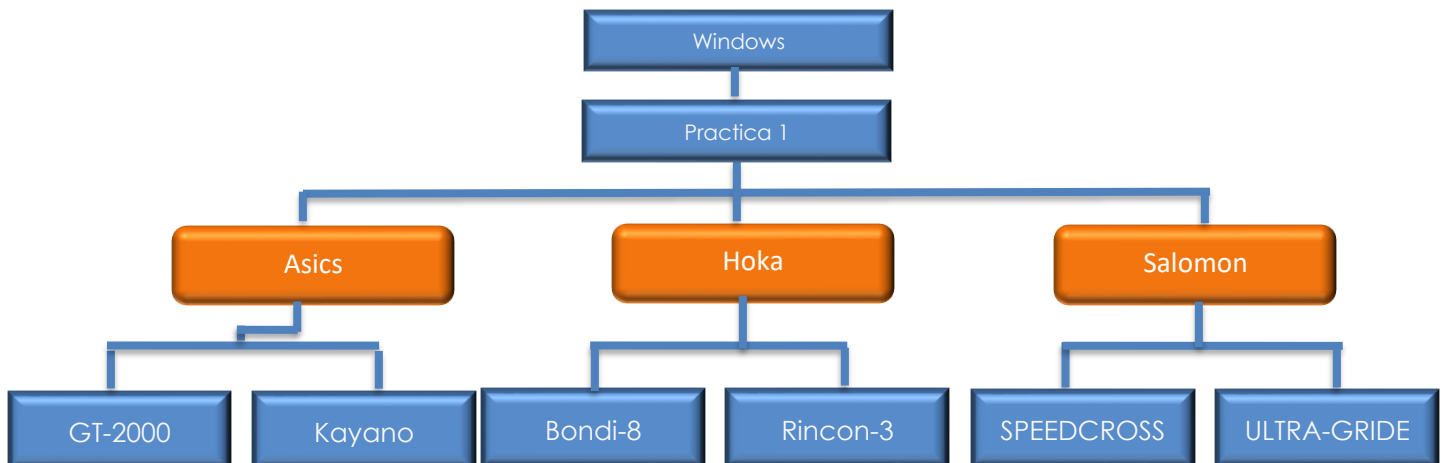 Windows
Practica 1
Asics
Hoka
Salomon
GT-2000
Kayano
Bondi-8
Rincon-3
SPEEDCROSS
ULTRA-GRIDE